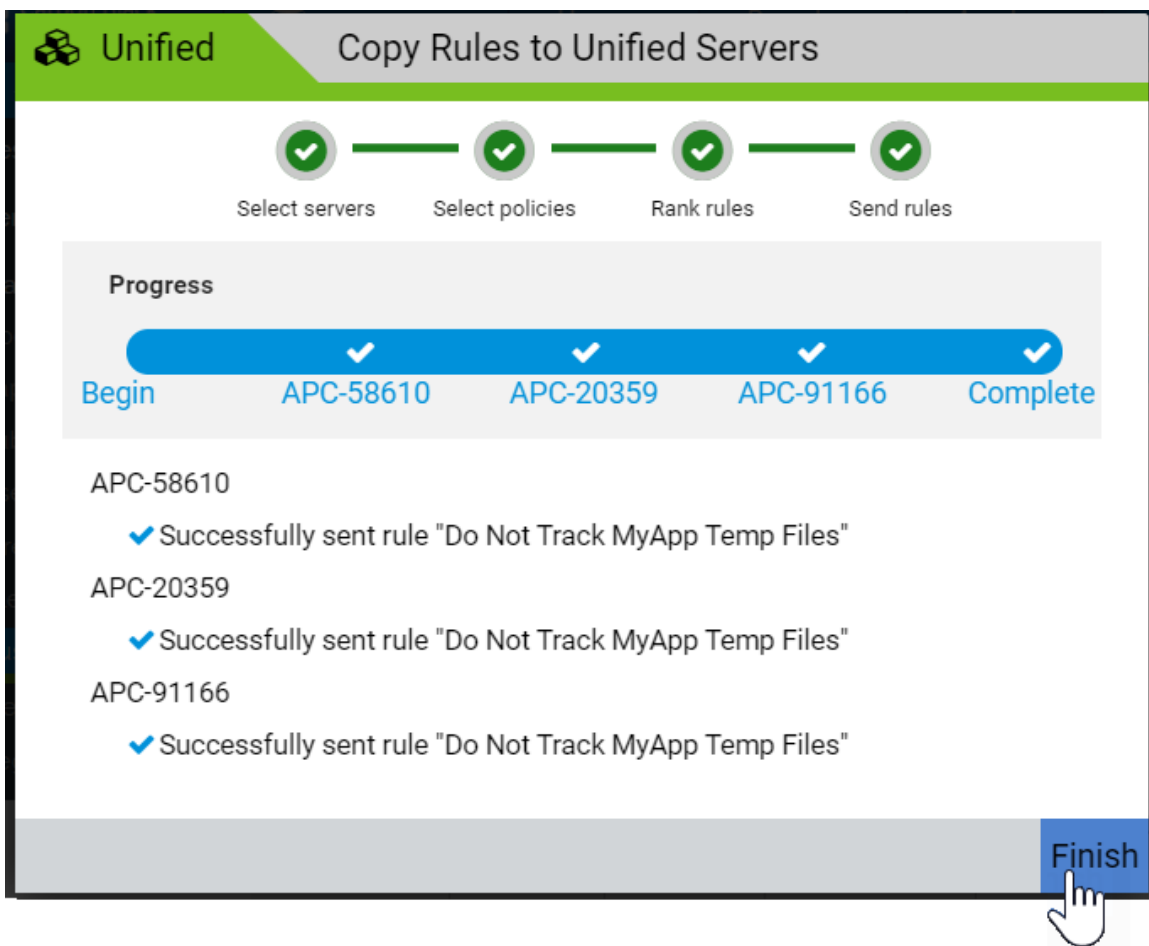 Unified
Copy Rules to Unified Servers
Select servers
Select policies
Rank rules
Send rules
Progress
Begin
APC-58610
APC-20359
APC-91166
Complete
APC-58610
Successfully sent rule "Do Not Track MyApp Temp Files"
APC-20359
Successfully sent rule "Do Not Track MyApp Temp Files"
APC-91166
Successfully sent rule "Do Not Track MyApp Temp Files"
Finish